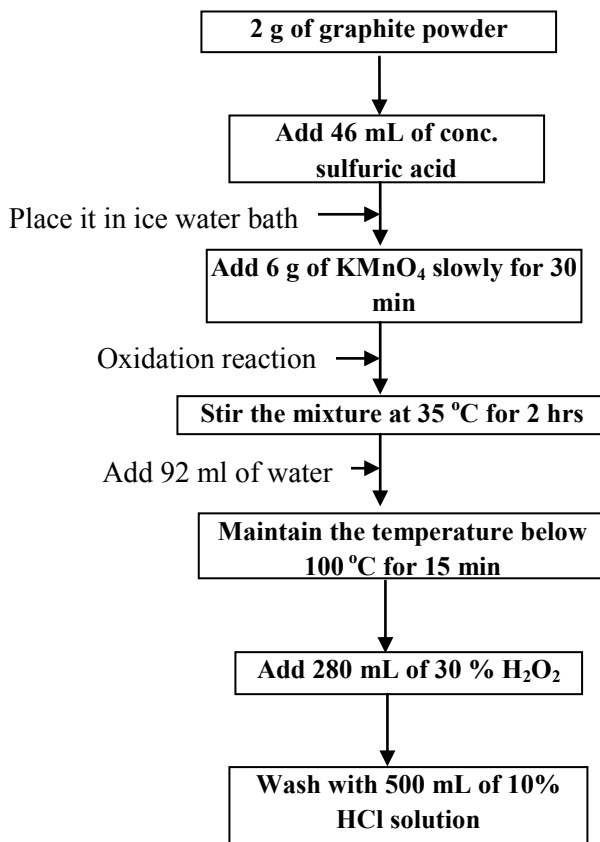 2 g of graphite powder
Add 46 mL of conc.
sulfuric acid
Place it in ice water bath
Add 6 g of KMnO₄ slowly for 30
min
Oxidation reaction
Stir the mixture at 35 °C for 2 hrs
Add 92 ml of water
Maintain the temperature below
100 °C for 15 min
Add 280 mL of 30 % H₂O₂
Wash with 500 mL of 10%
HCl solution